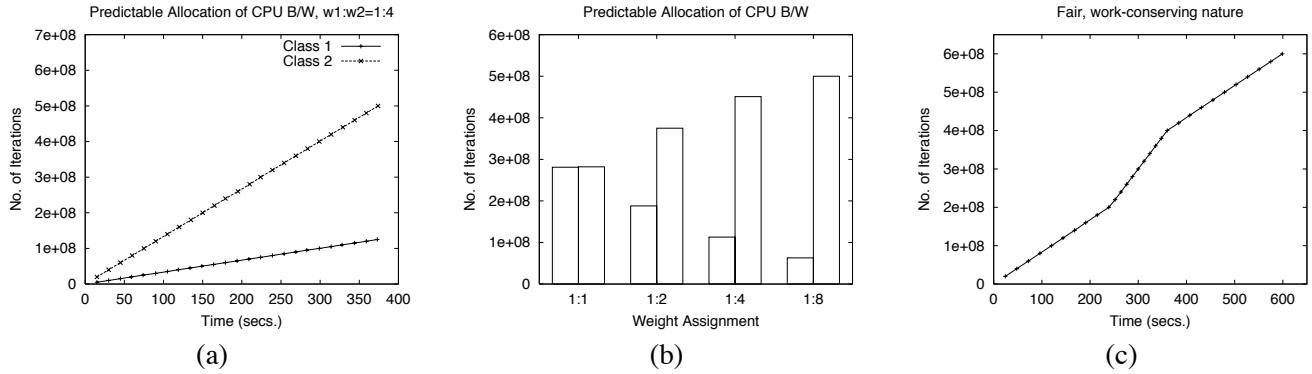 Predictable Allocation of CPU B/W, w1:w2=1:4
7e+08
6e+08
5e+08
4e+08
3e+08
2e+08
1e+08
0
No. of Iterations
Class 1
Class 2
0 50 100 150 200 250 300 350 400
Time (secs.)
(a)
Predictable Allocation of CPU B/W
6e+08
5e+08
4e+08
3e+08
2e+08
1e+08
0
No. of Iterations
1:1 1:2 1:4 1:8
Weight Assignment
(b)
Fair, work-conserving nature
6e+08
5e+08
4e+08
3e+08
2e+08
1e+08
0
No. of Iterations
0 100 200 300 400 500 600
Time (secs.)
(c)